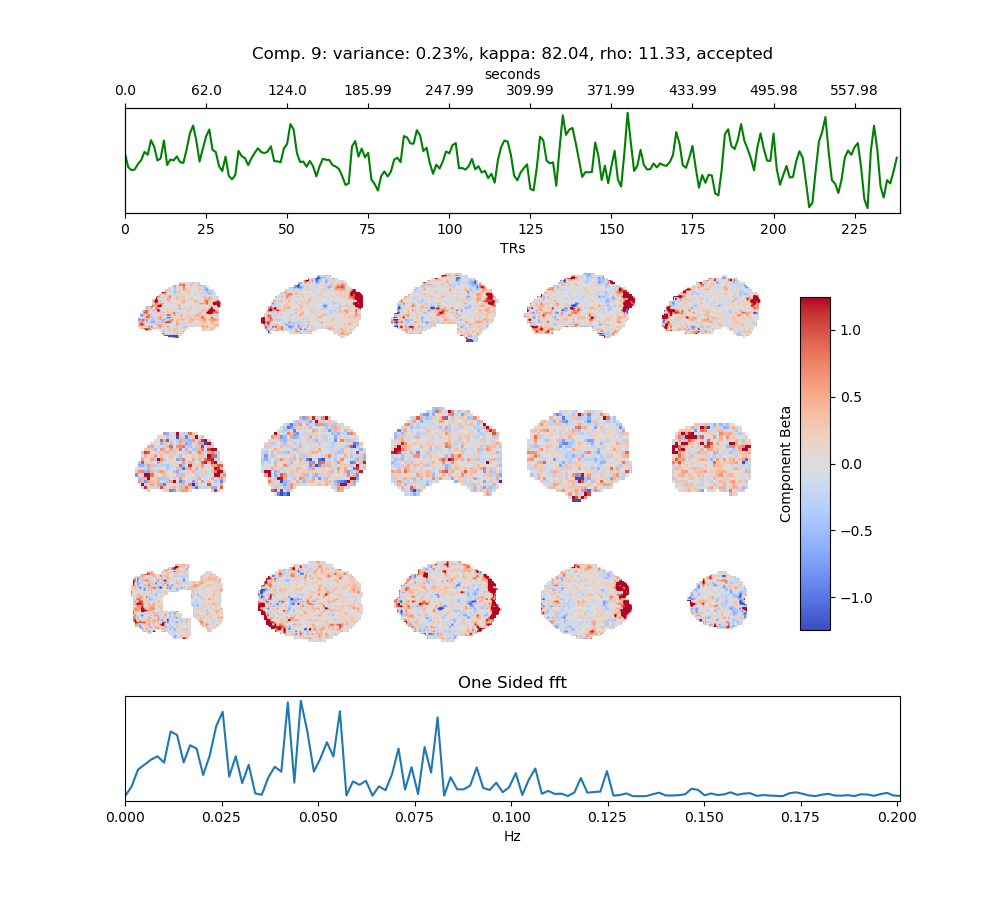 Comp. 9: variance: 0.23%, kappa: 82.04, rho: 11.33, accepted
seconds
0.0 62.0 124.0 185.99 247.99 309.99 371.99 433.99 495.98 557.98
0 25 50 75 100 125 150 175 200 225
TRs
1.0
0.5
0.0
−0.5
−1.0
Component Beta
One Sided fft
0.000 0.025 0.050 0.075 0.100 0.125 0.150 0.175 0.200
Hz